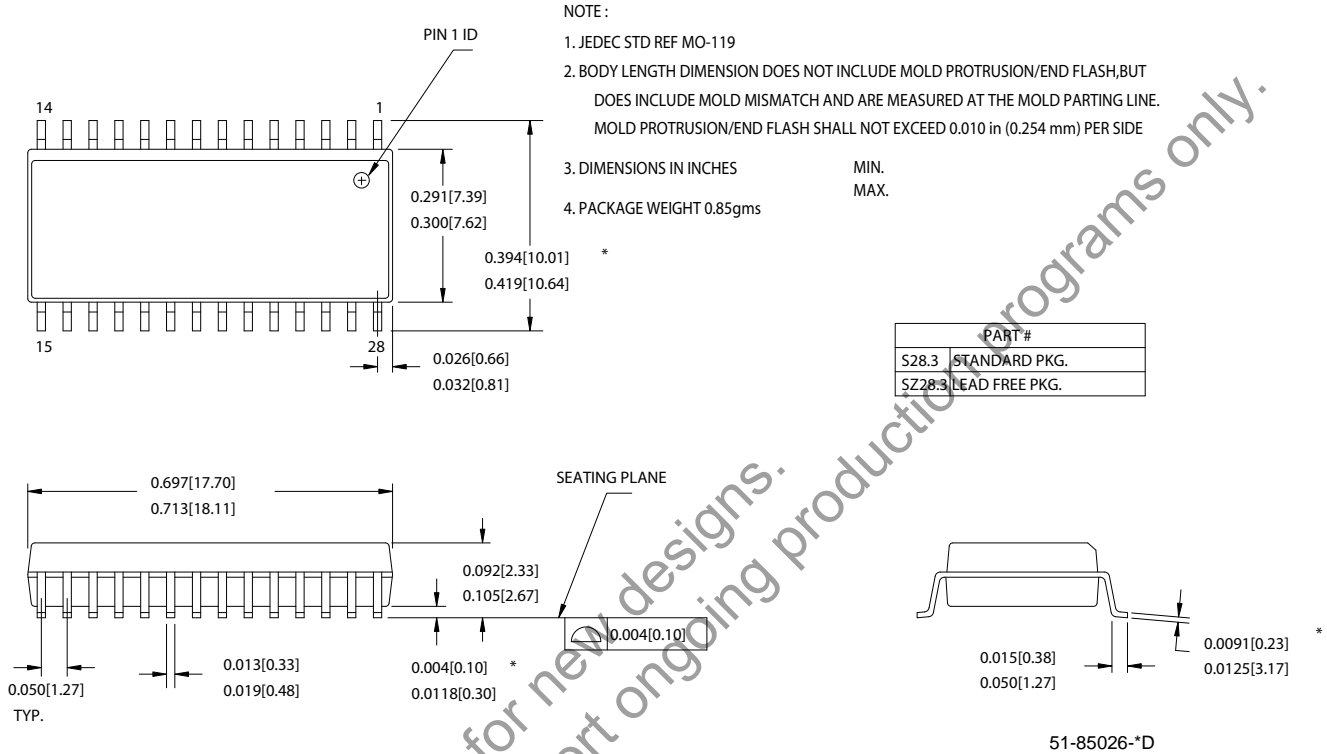 NOTE :
PIN 1 ID
1. JEDEC STD REF MO-119
2. BODY LENGTH DIMENSION DOES NOT INCLUDE MOLD PROTRUSION/END FLASH,BUT
DOES INCLUDE MOLD MISMATCH AND ARE MEASURED AT THE MOLD PARTING LINE.
MOLD PROTRUSION/END FLASH SHALL NOT EXCEED 0.010 in (0.254 mm) PER SIDE
3. DIMENSIONS IN INCHES
MIN.
MAX.
4. PACKAGE WEIGHT 0.85gms
14
1
0.291[7.39]
0.300[7.62]
0.394[10.01] *
0.419[10.64]
15
28
0.026[0.66]
0.032[0.81]
PART #
S28.3 STANDARD PKG.
SZ28.3 LEAD FREE PKG.
0.697[17.70]
0.713[18.11]
SEATING PLANE
0.092[2.33]
0.105[2.67]
0.004[0.10]
0.050[1.27]
TYP.
0.013[0.33]
0.019[0.48]
0.004[0.10] *
0.0118[0.30]
0.015[0.38]
0.050[1.27]
0.0091[0.23] *
0.0125[3.17]
51-85026-*D
for new designs.
ort ongoing production programs only.